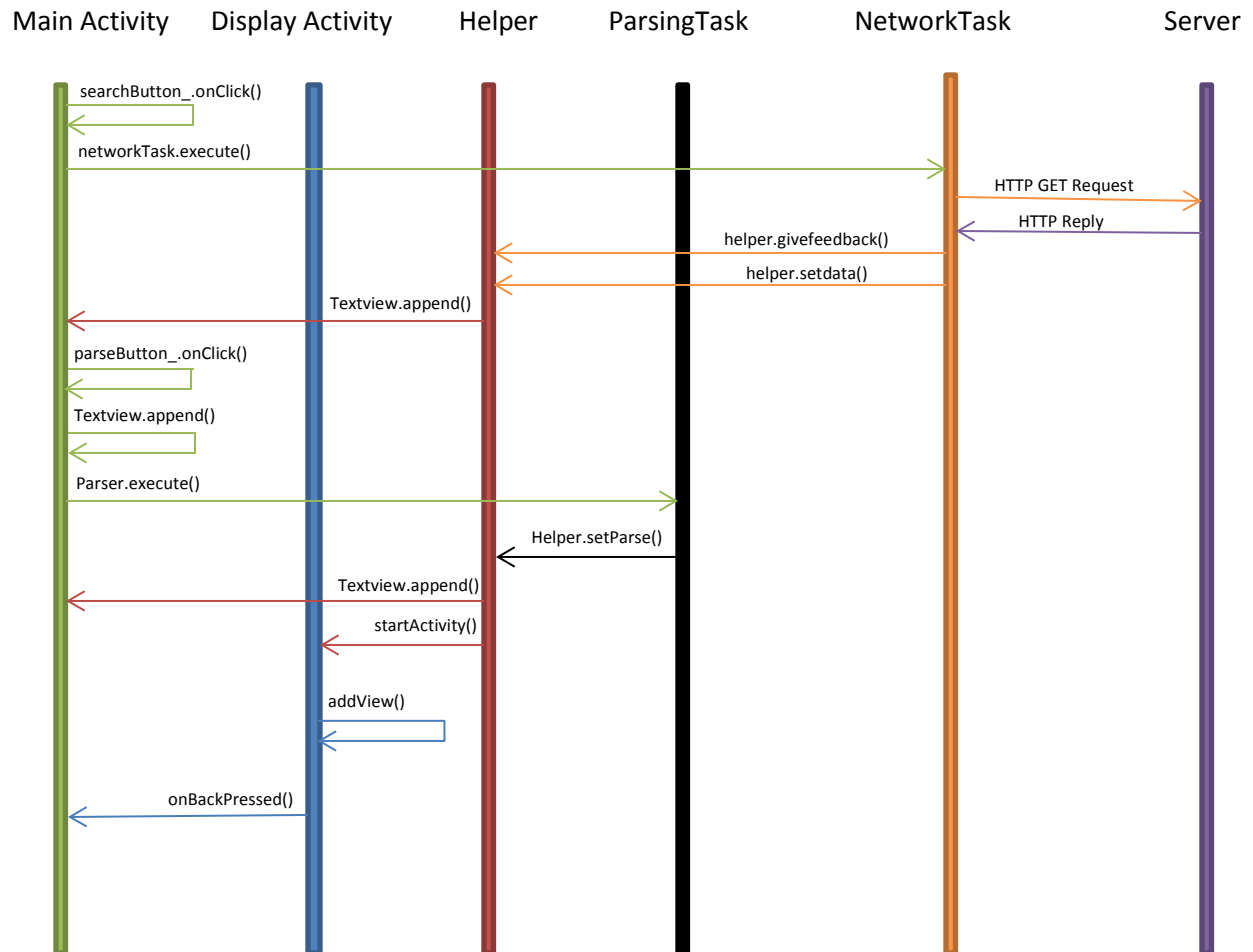 Main Activity Display Activity Helper ParsingTask NetworkTask Server
searchButton_.onClick()
networkTask.execute()
HTTP GET Request
HTTP Reply
helper.givefeedback()
helper.setdata()
Textview.append()
parseButton_.onClick()
Textview.append()
Parser.execute()
Helper.setParse()
Textview.append()
startActivity()
addView()
onBackPressed()